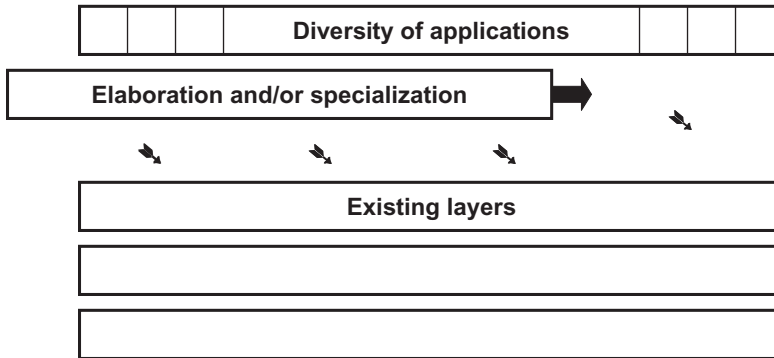 Diversity of applications
Elaboration and/or specialization
Existing layers